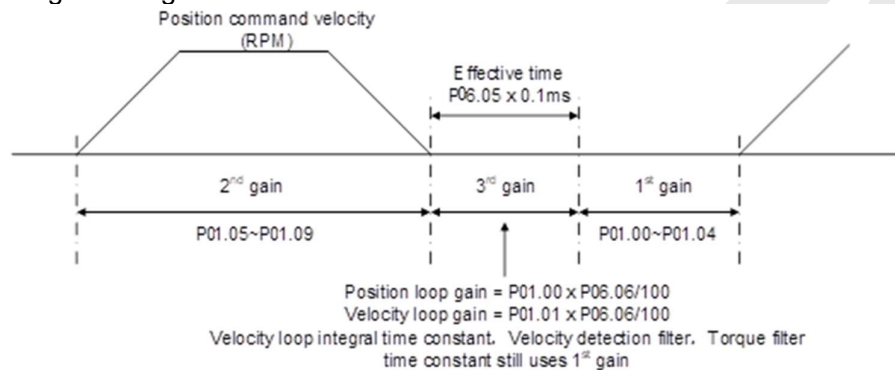 Position command velocity
(RPM)
Effective time
P06.05 x 0.1ms
2nd gain
3rd gain
1st gain
P01.05~P01.09
P01.00~P01.04
Position loop gain = P01.00 x P06.06/100
Velocity loop gain = P01.01 x P06.06/100
Velocity loop integral time constant. Velocity detection filter. Torque filter
time constant still uses 1st gain